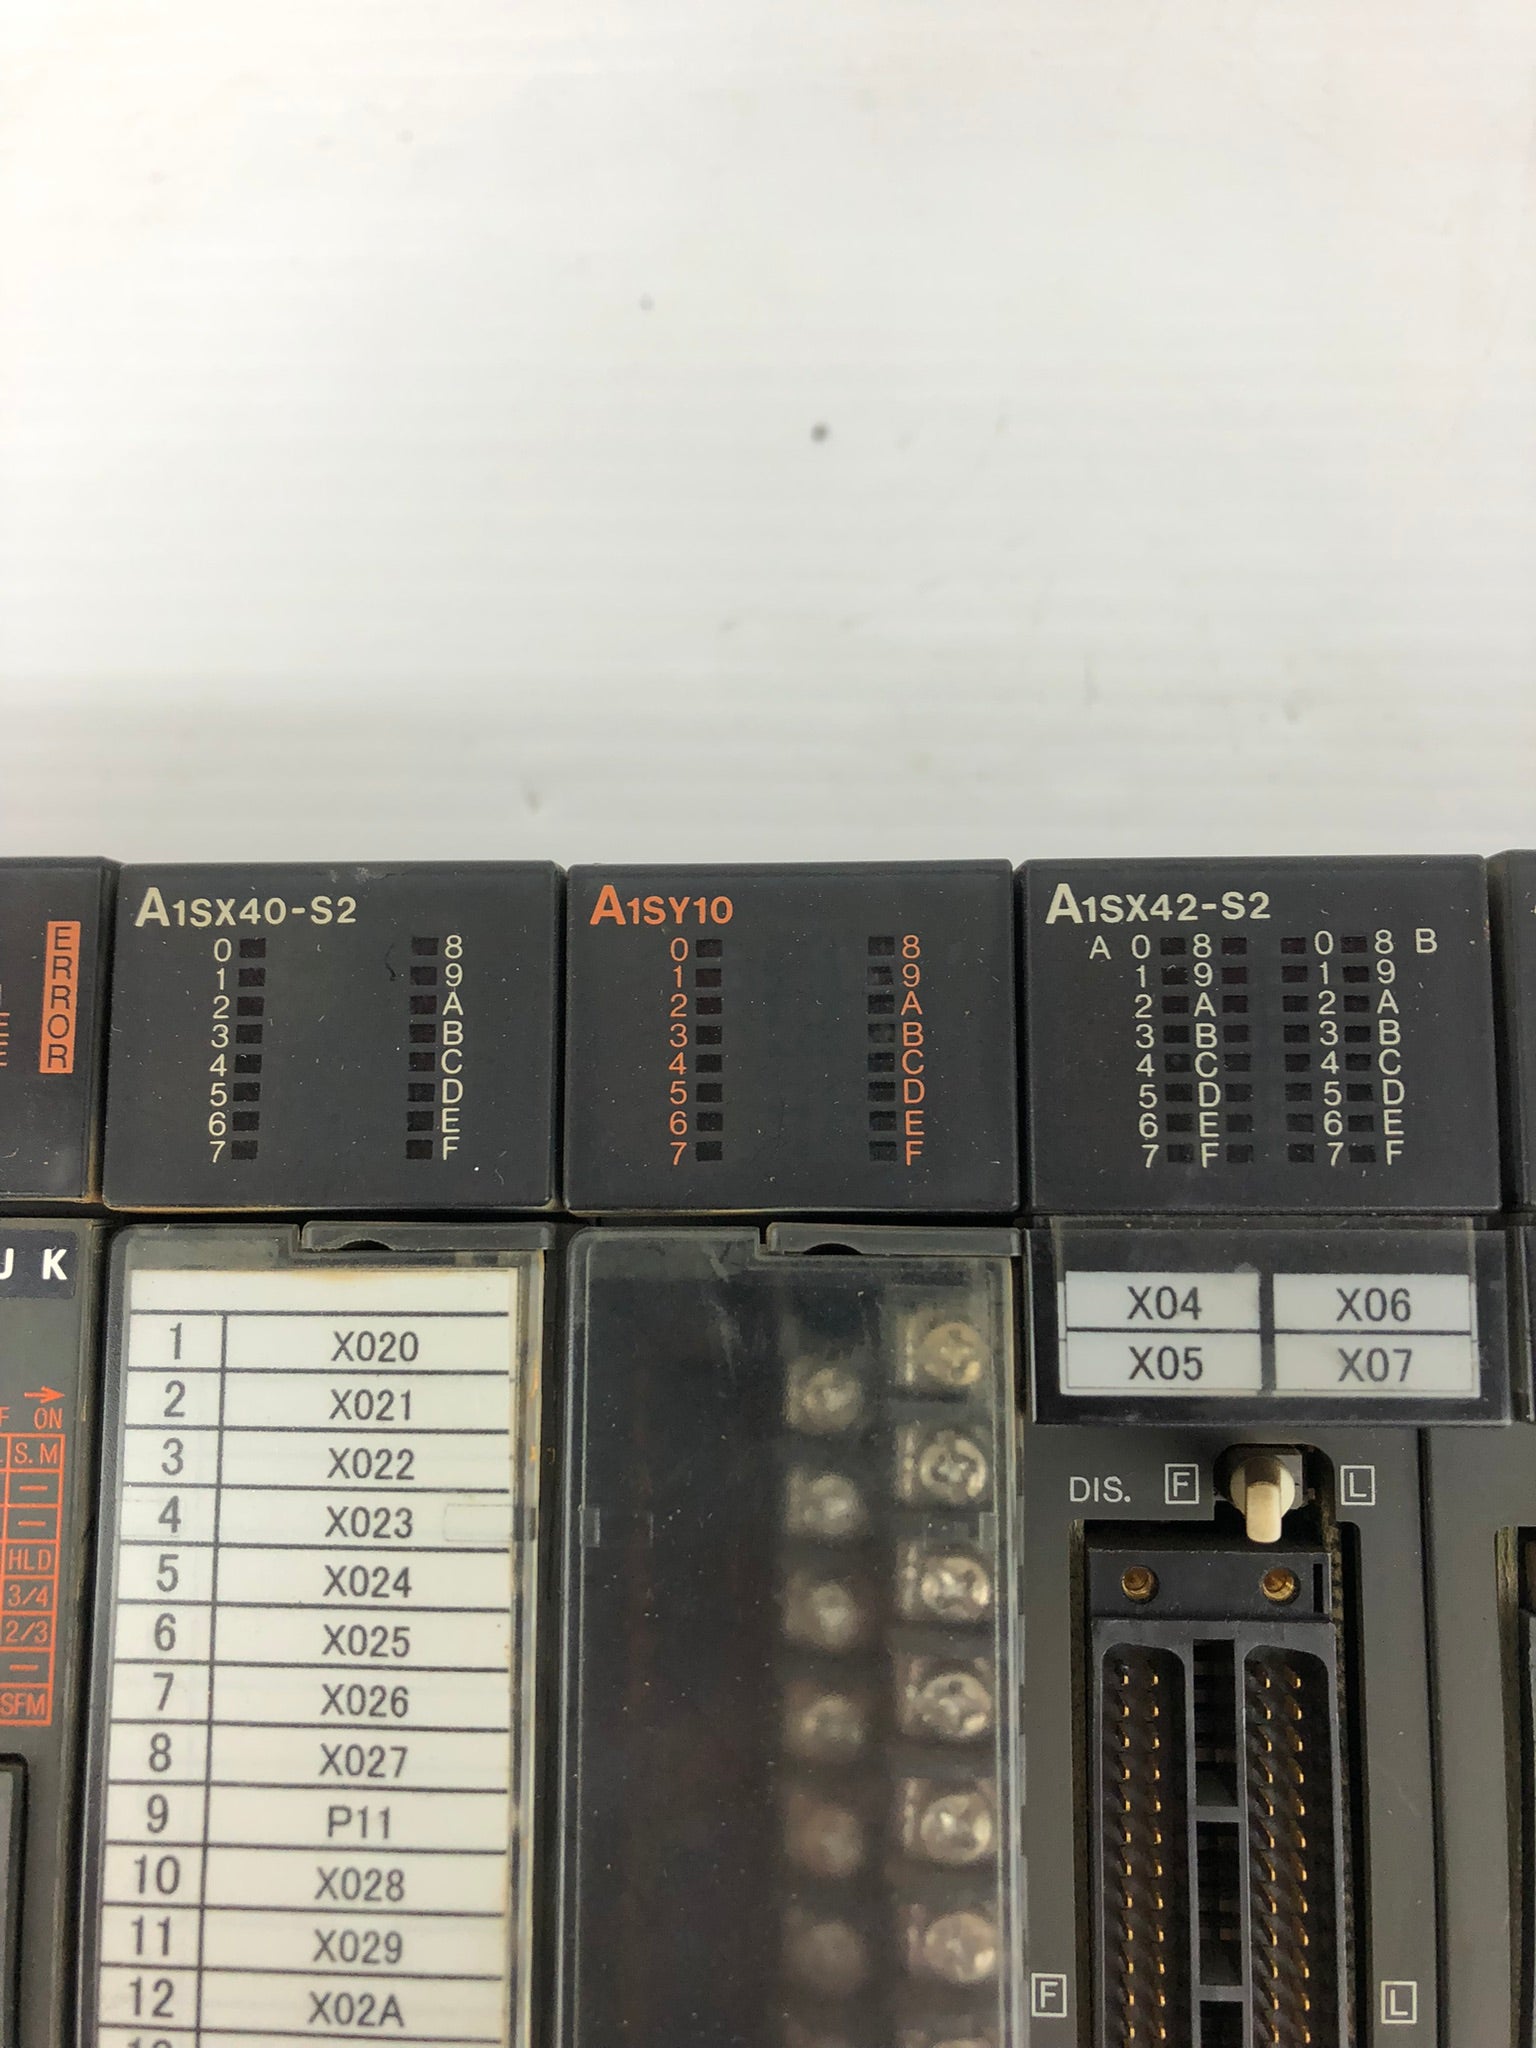 ERROR
A1SX40-S2
0 8
1 9
2 A
3 B
4 C
5 D
6 E
7 F
A1SY10
0 8
1 9
2 A
3 B
4 C
5 D
6 E
7 F
A1SX42-S2
A 0 8 0 8 B
1 9 1 9
2 A 2 A
3 B 3 B
4 C 4 C
5 D 5 D
6 E 6 E
7 F 7 F
J K
ON
S.M
HLD
3/4
2/3
SFM
1 X020
2 X021
3 X022
4 X023
5 X024
6 X025
7 X026
8 X027
9 P11
10 X028
11 X029
12 X02A
X04 X06
X05 X07
DIS. F L
F L